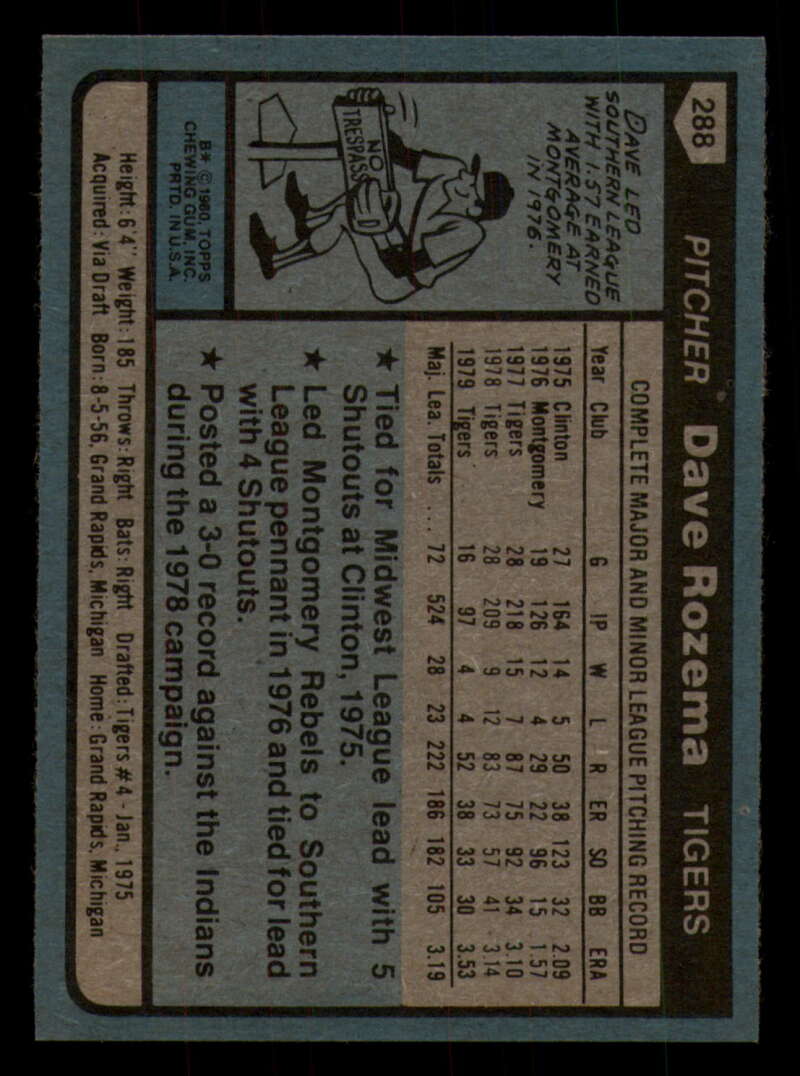 288 PITCHER Dave Rozema TIGERS
DAVE LED
SOUTHERN LEAGUE
WITH 1.57 EARNED
AVERAGE AT
MONTGOMERY
IN 1976.
NO
TRESPASS
B* © 1980, TOPPS
CHEWING GUM, INC.
PRTD. IN U.S.A.
COMPLETE MAJOR AND MINOR LEAGUE PITCHING RECORD
Year Club G IP W L R ER SO BB ERA
1975 Clinton 27 164 14 5 50 38 123 32 2.09
1976 Montgomery 19 126 12 4 29 22 96 15 1.57
1977 Tigers 28 218 15 7 87 75 92 34 3.10
1978 Tigers 28 209 9 12 83 73 57 41 3.14
1979 Tigers 16 97 4 4 52 38 33 30 3.53
Maj. Lea. Totals .... 72 524 28 23 222 186 182 105 3.19
★ Tied for Midwest League lead with 5
Shutouts at Clinton, 1975.
★ Led Montgomery Rebels to Southern
League pennant in 1976 and tied for lead
with 4 Shutouts.
★ Posted a 3-0 record against the Indians
during the 1978 campaign.
Height: 6'4" Weight: 185 Throws: Right Bats: Right Drafted: Tigers #4 - Jan., 1975
Acquired: Via Draft Born: 8-5-56, Grand Rapids, Michigan Home: Grand Rapids, Michigan